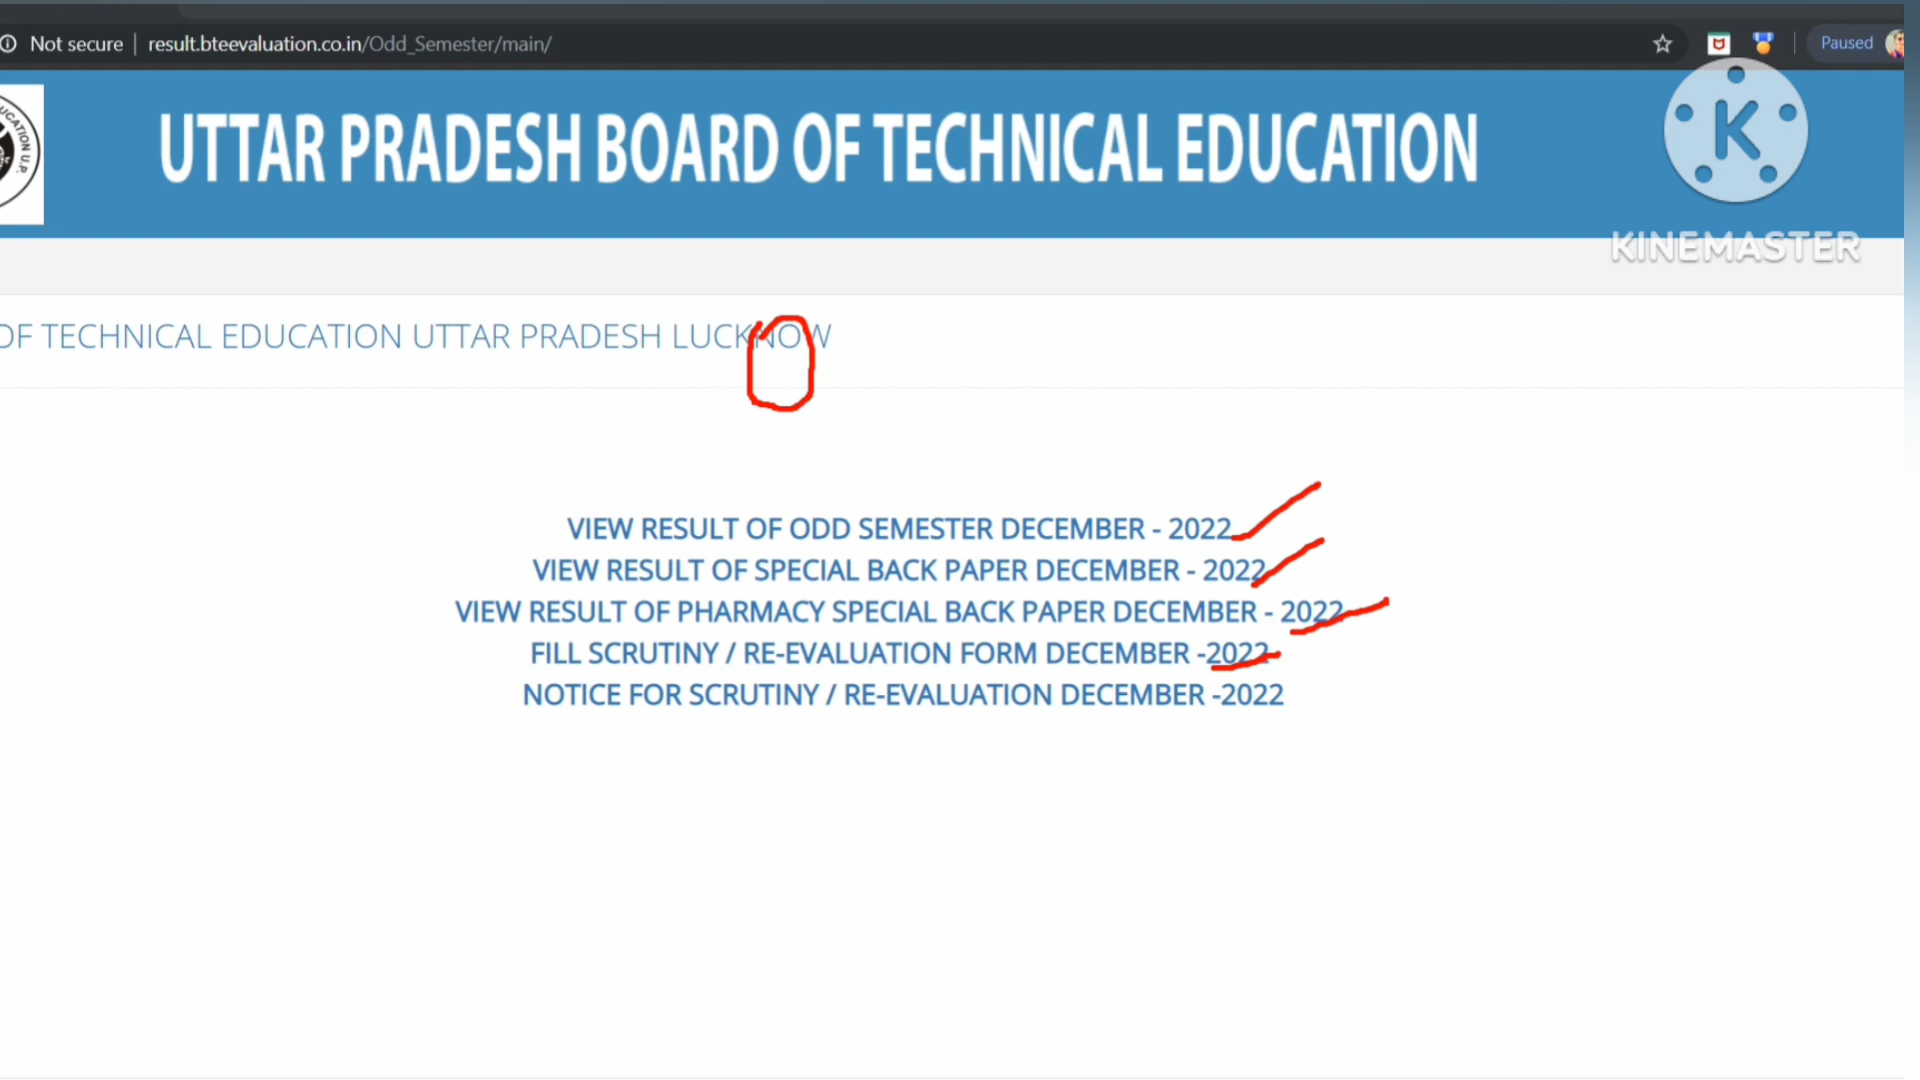 Not secure | result.bteevaluation.co.in/Odd_Semester/main/
Paused
UCATION U.P.
UTTAR PRADESH BOARD OF TECHNICAL EDUCATION
K
KINEMASTER
OF TECHNICAL EDUCATION UTTAR PRADESH LUCKNOW
VIEW RESULT OF ODD SEMESTER DECEMBER - 2022
VIEW RESULT OF SPECIAL BACK PAPER DECEMBER - 2022
VIEW RESULT OF PHARMACY SPECIAL BACK PAPER DECEMBER - 2022
FILL SCRUTINY / RE-EVALUATION FORM DECEMBER -2022
NOTICE FOR SCRUTINY / RE-EVALUATION DECEMBER -2022